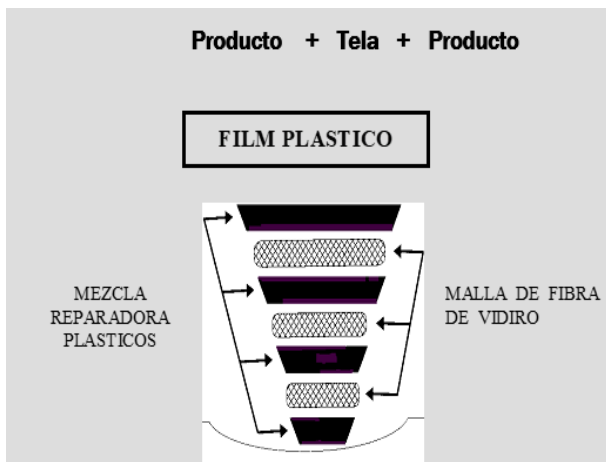 Producto + Tela + Producto
FILM PLASTICO
MEZCLA
REPARADORA
PLASTICOS
MALLA DE FIBRA
DE VIDIRO